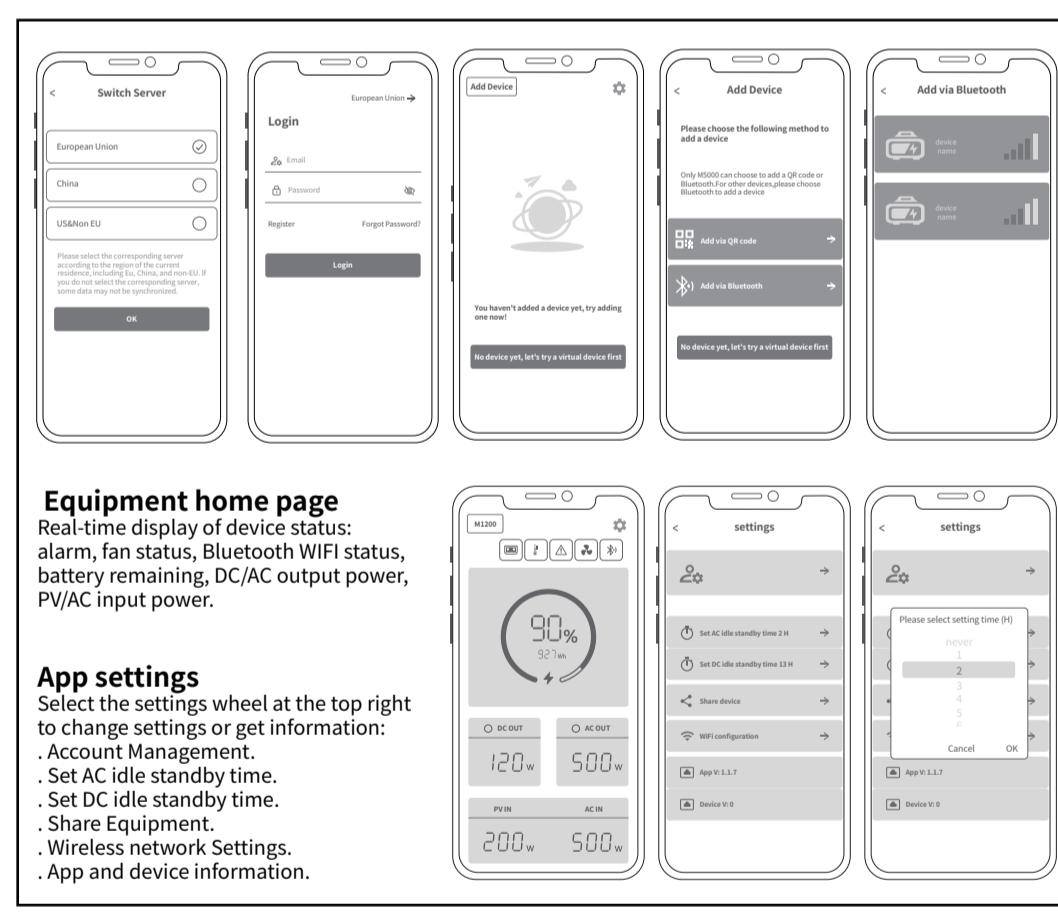 Switch Server
European Union
China
US&Non EU
Please select the corresponding server
according to the region of the current
residence, including Eu, China, and non-EU. If
you do not select the corresponding server,
some data may not be synchronized.
OK
European Union
Login
Email
Password
Register Forgot Password?
Login
Add Device
You haven't added a device yet, try adding
one now!
No device yet, let's try a virtual device first
Add Device
Please choose the following method to
add a device
Only M5000 can choose to add a QR code or
Bluetooth.For other devices,please choose
Bluetooth to add a device
Add via QR code
Add via Bluetooth
No device yet, let's try a virtual device first
Add via Bluetooth
device
name
device
name
Equipment home page
Real-time display of device status:
alarm, fan status, Bluetooth WIFI status,
battery remaining, DC/AC output power,
PV/AC input power.
App settings
Select the settings wheel at the top right
to change settings or get information:
. Account Management.
. Set AC idle standby time.
. Set DC idle standby time.
. Share Equipment.
. Wireless network Settings.
. App and device information.
M1200
90%
927Wh
DC OUT AC OUT
120w 500w
PV IN AC IN
200w 500w
settings
Set AC idle standby time 2 H
Set DC idle standby time 13 H
Share device
WiFi configuration
App V: 1.1.7
Device V: 0
settings
Please select setting time (H)
never
1
2
3
4
5
Cancel OK
App V: 1.1.7
Device V: 0